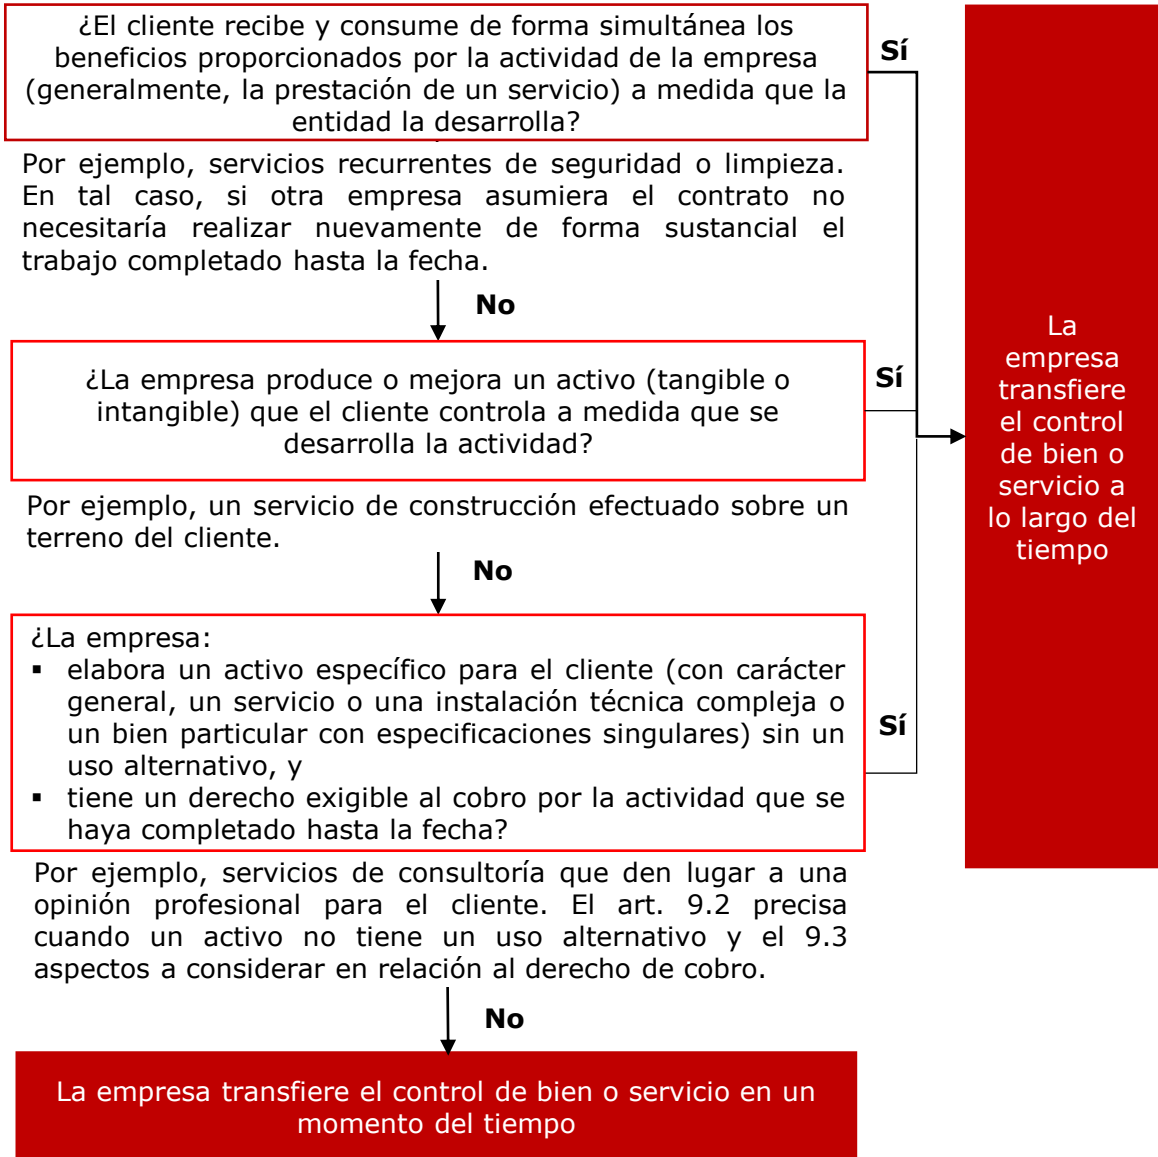 ¿El cliente recibe y consume de forma simultánea los
beneficios proporcionados por la actividad de la empresa
(generalmente, la prestación de un servicio) a medida que la
entidad la desarrolla?
Sí
Por ejemplo, servicios recurrentes de seguridad o limpieza.
En tal caso, si otra empresa asumiera el contrato no
necesitaría realizar nuevamente de forma sustancial el
trabajo completado hasta la fecha.
No
¿La empresa produce o mejora un activo (tangible o
intangible) que el cliente controla a medida que se
desarrolla la actividad?
Sí
Por ejemplo, un servicio de construcción efectuado sobre un
terreno del cliente.
No
¿La empresa:
▪ elabora un activo específico para el cliente (con carácter
general, un servicio o una instalación técnica compleja o
un bien particular con especificaciones singulares) sin un
uso alternativo, y
▪ tiene un derecho exigible al cobro por la actividad que se
haya completado hasta la fecha?
Sí
Por ejemplo, servicios de consultoría que den lugar a una
opinión profesional para el cliente. El art. 9.2 precisa
cuando un activo no tiene un uso alternativo y el 9.3
aspectos a considerar en relación al derecho de cobro.
No
La empresa transfiere el control de bien o servicio en un
momento del tiempo
La
empresa
transfiere
el control
de bien o
servicio a
lo largo del
tiempo